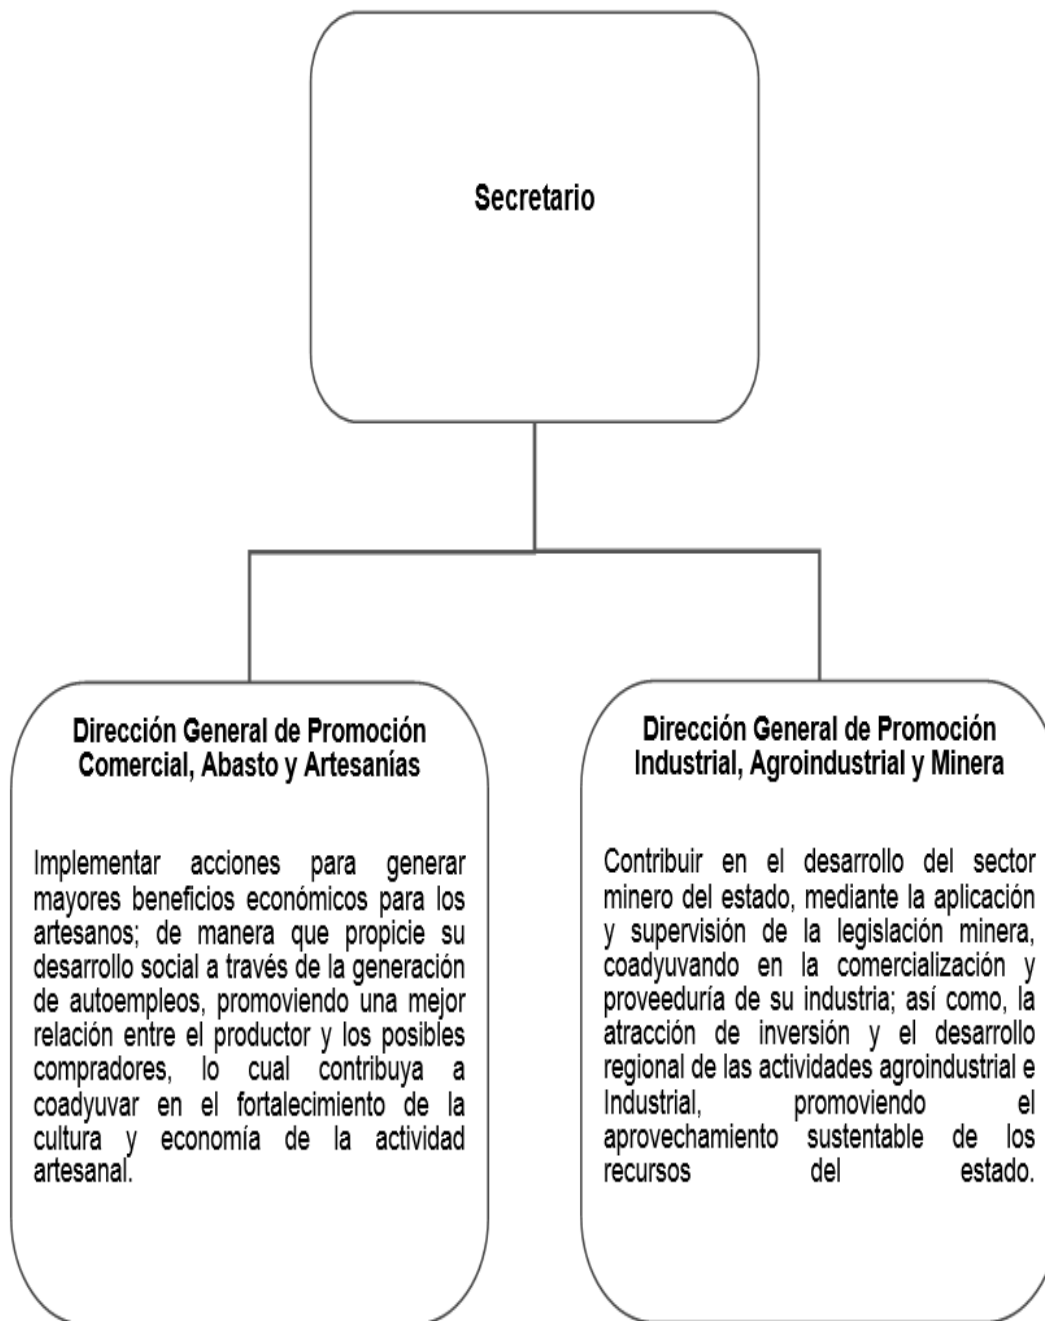 Secretario
Dirección General de Promoción
Comercial, Abasto y Artesanías
Implementar acciones para generar
mayores beneficios económicos para los
artesanos; de manera que propicie su
desarrollo social a través de la generación
de autoempleos, promoviendo una mejor
relación entre el productor y los posibles
compradores, lo cual contribuya a
coadyuvar en el fortalecimiento de la
cultura y economía de la actividad
artesanal.
Dirección General de Promoción
Industrial, Agroindustrial y Minera
Contribuir en el desarrollo del sector
minero del estado, mediante la aplicación
y supervisión de la legislación minera,
coadyuvando en la comercialización y
proveeduría de su industria; así como, la
atracción de inversión y el desarrollo
regional de las actividades agroindustrial e
Industrial, promoviendo el
aprovechamiento sustentable de los
recursos del estado.